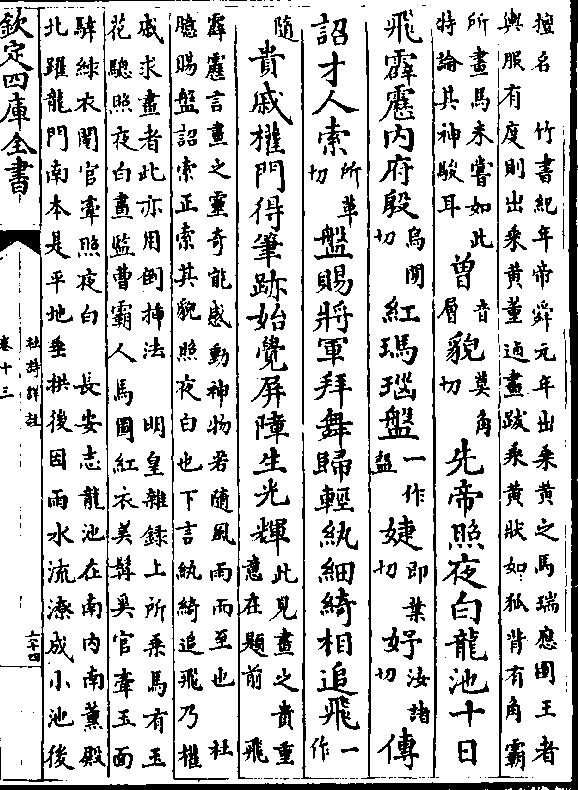 擅名　竹書紀年帝舜元年出乘黄之馬瑞應圖王者
輿服有度則出乘黄董逌畫跋乘黄狀如狐背有角霸
所畫馬未嘗如此
特論其神駿耳
曾
音
層
貌
莫角
切
先帝照夜白龍池十日
飛霹靂内府殷
烏閒
切
紅瑪瑙盤
一作
盌
婕
即葉
切
妤
汝諸
切
傳
詔才人索
所革
切
盤賜將軍拜舞歸輕紈細綺相追飛
一
作
隨
貴戚權門得筆跡始覺屏障生光輝
此見畫之貴重
意在題前
飛
霹靂言畫之靈奇能感動神物若隨風雨而至也　杜
臆賜盤詔索正索其貌照夜白也下言紈綺追飛乃權
戚求畫者此亦用倒插法　明皇雜録上所乘馬有玉
花驄照夜白畫監曹霸人馬圖紅衣美髯奚官牽玉面
騂緑衣閹官牽照夜白　長安志龍池在南内南薰殿
北躍龍門南本是平地垂拱後因雨水流潦成小池後
欽定四庫全書
杜詩詳註
卷十三
二十四